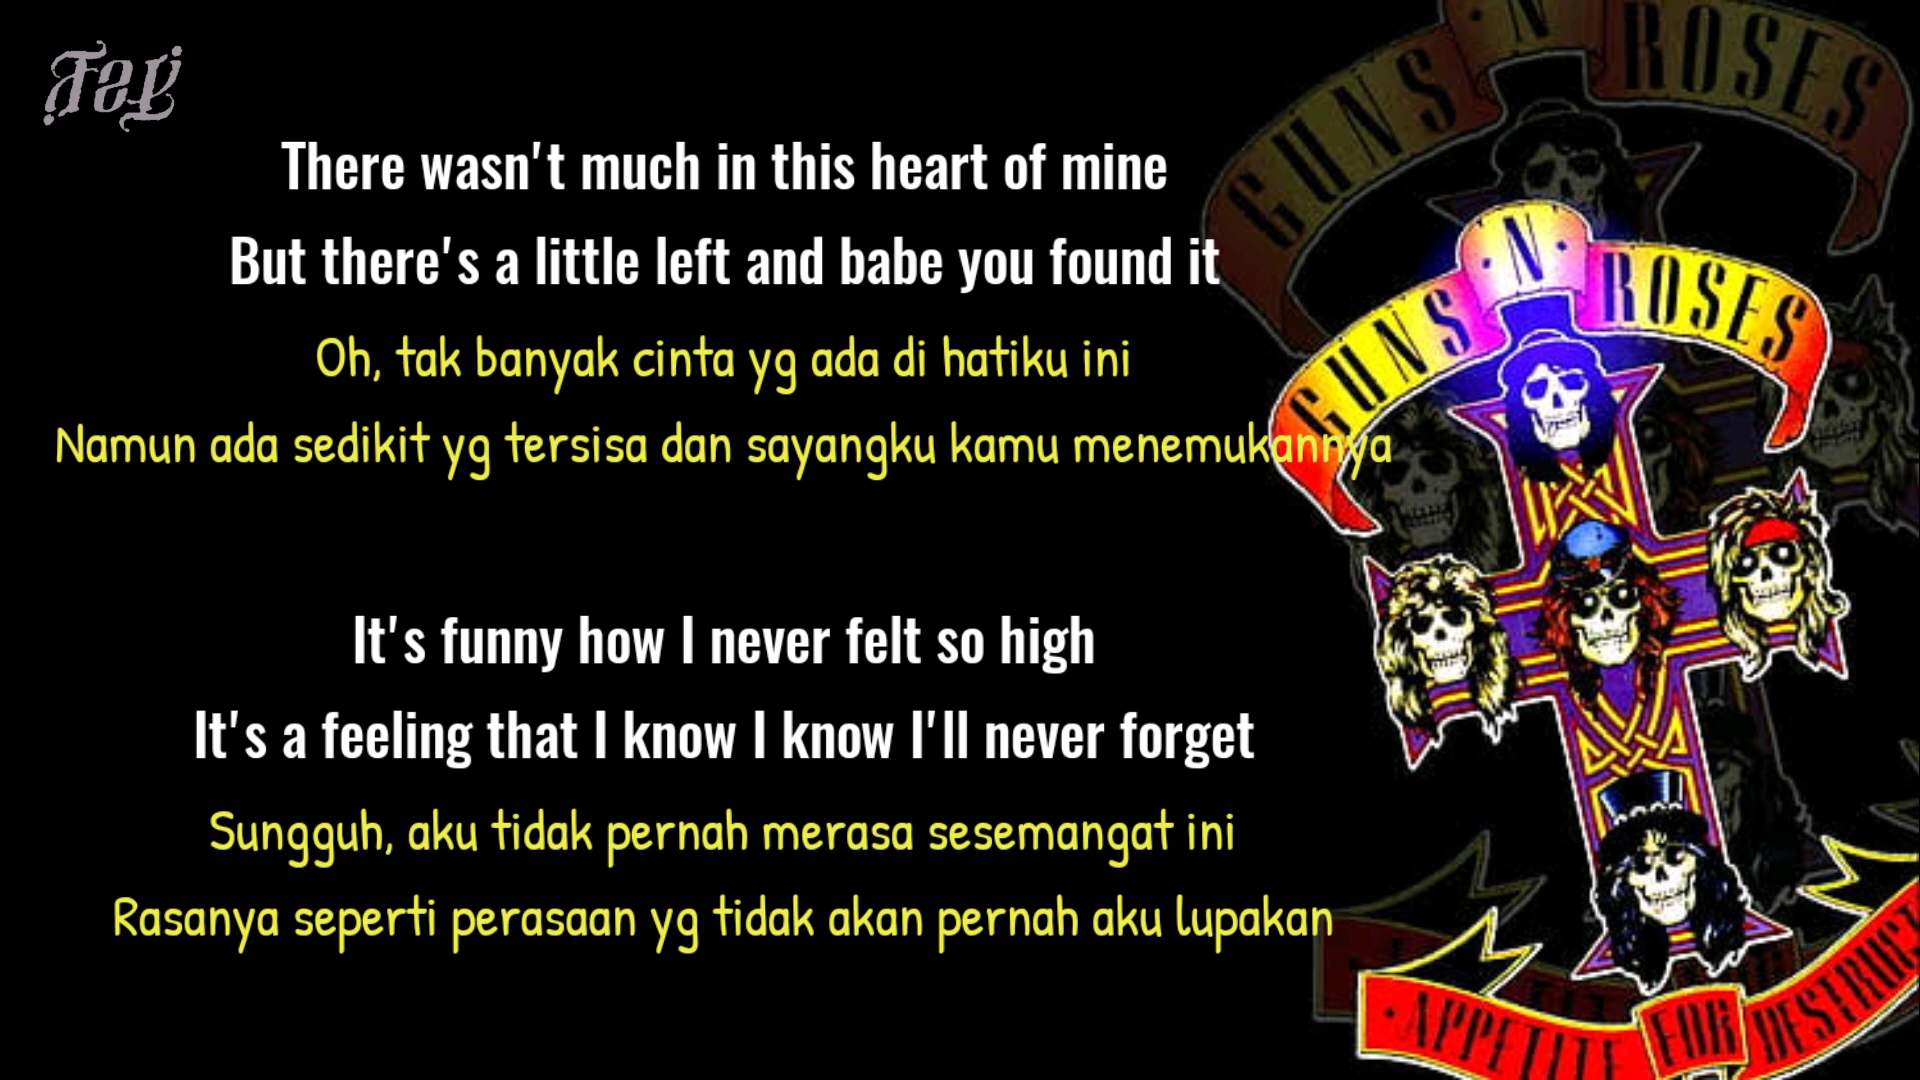 There wasn't much in this heart of mine
But there's a little left and babe you found it
Oh, tak banyak cinta yg ada di hatiku ini
Namun ada sedikit yg tersisa dan sayangku kamu menemukannya
It's funny how I never felt so high
It's a feeling that I know I know I'll never forget
Sungguh, aku tidak pernah merasa sesemangat ini
Rasanya seperti perasaan yg tidak akan pernah aku lupakan
GUNS ·N· ROSES
GUNS ·N· ROSES
· APPETITE FOR DESTRUCT